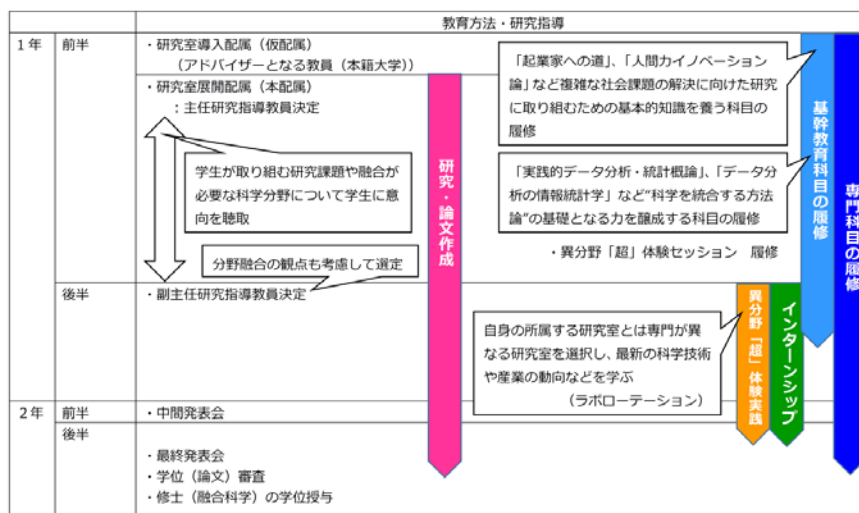 教育方法・研究指導
1年
前半
・研究室導入配属（仮配属）
（アドバイザーとなる教員（本籍大学））
・研究室展開配属（本配属）
：主任研究指導教員決定
学生が取り組む研究課題や融合が
必要な科学分野について学生に意
向を聴取
分野融合の観点も考慮して選定
研究・論文作成
「起業家への道」、「人間力イノベーション
論」など複雑な社会課題の解決に向けた研究
に取り組むための基本的知識を養う科目の
履修
「実践的データ分析・統計概論」、「データ分
析の情報統計学」など“科学を統合する方法
論”の基礎となる力を醸成する科目の履修
・異分野「超」体験セッション　履修
基幹教育科目の履修
専門科目の履修
後半
・副主任研究指導教員決定
自身の所属する研究室とは専門が異
なる研究室を選択し、最新の科学技術
や産業の動向などを学ぶ
（ラボローテーション）
異分野「超」体験実践
インターンシップ
2年
前半
・中間発表会
後半
・最終発表会
・学位（論文）審査
・修士（融合科学）の学位授与